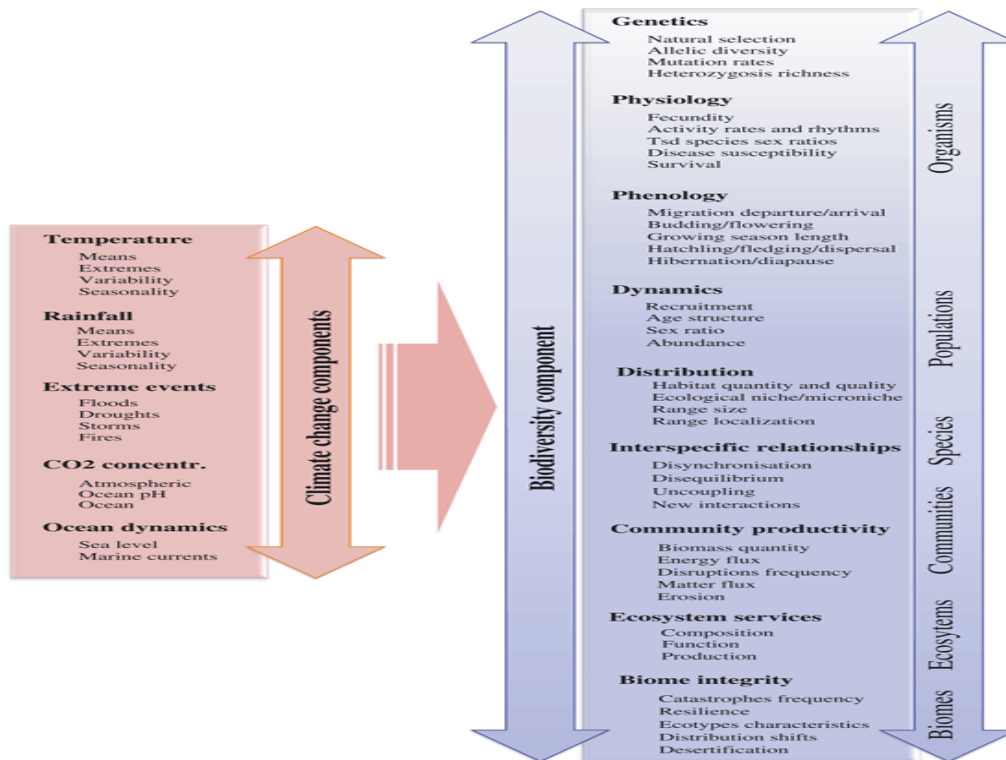 Temperature
Means
Extremes
Variability
Seasonality
Rainfall
Means
Extremes
Variability
Seasonality
Extreme events
Floods
Droughts
Storms
Fires
CO2 concentr.
Atmospheric
Ocean pH
Ocean
Ocean dynamics
Sea level
Marine currents
Climate change components
Biodiversity component
Genetics
Natural selection
Allelic diversity
Mutation rates
Heterozygosis richness
Physiology
Fecundity
Activity rates and rhythms
Tsd species sex ratios
Disease susceptibility
Survival
Phenology
Migration departure/arrival
Budding/flowering
Growing season length
Hatchling/fledging/dispersal
Hibernation/diapause
Dynamics
Recruitment
Age structure
Sex ratio
Abundance
Distribution
Habitat quantity and quality
Ecological niche/microniche
Range size
Range localization
Interspecific relationships
Disynchronisation
Disequilibrium
Uncoupling
New interactions
Community productivity
Biomass quantity
Energy flux
Disruptions frequency
Matter flux
Erosion
Ecosystem services
Composition
Function
Production
Biome integrity
Catastrophes frequency
Resilience
Ecotypes characteristics
Distribution shifts
Desertification
Organisms
Populations
Species
Communities
Ecosytems
Biomes